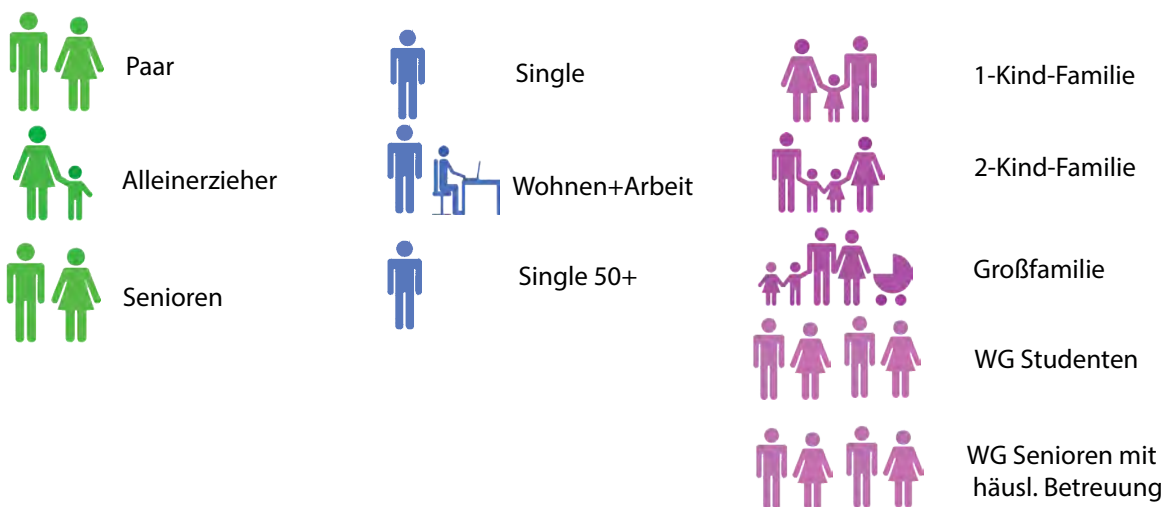 Paar
Alleinerzieher
Senioren
Single
Wohnen+Arbeit
Single 50+
1-Kind-Familie
2-Kind-Familie
Großfamilie
WG Studenten
WG Senioren mit
häusl. Betreuung